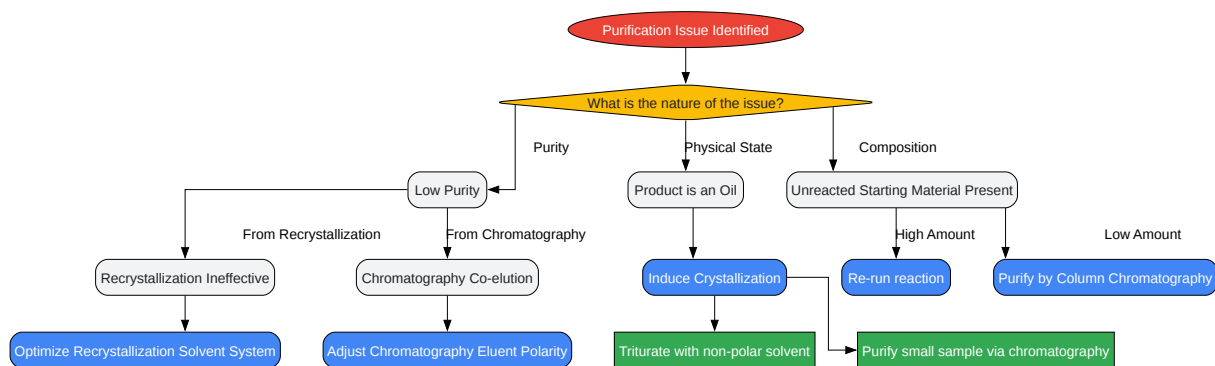 Purification Issue Identified
What is the nature of the issue?
Purity
Physical State
Composition
Low Purity
Product is an Oil
Unreacted Starting Material Present
From Recrystallization
From Chromatography
High Amount
Low Amount
Recrystallization Ineffective
Chromatography Co-elution
Induce Crystallization
Re-run reaction
Purify by Column Chromatography
Optimize Recrystallization Solvent System
Adjust Chromatography Eluent Polarity
Triturate with non-polar solvent
Purify small sample via chromatography